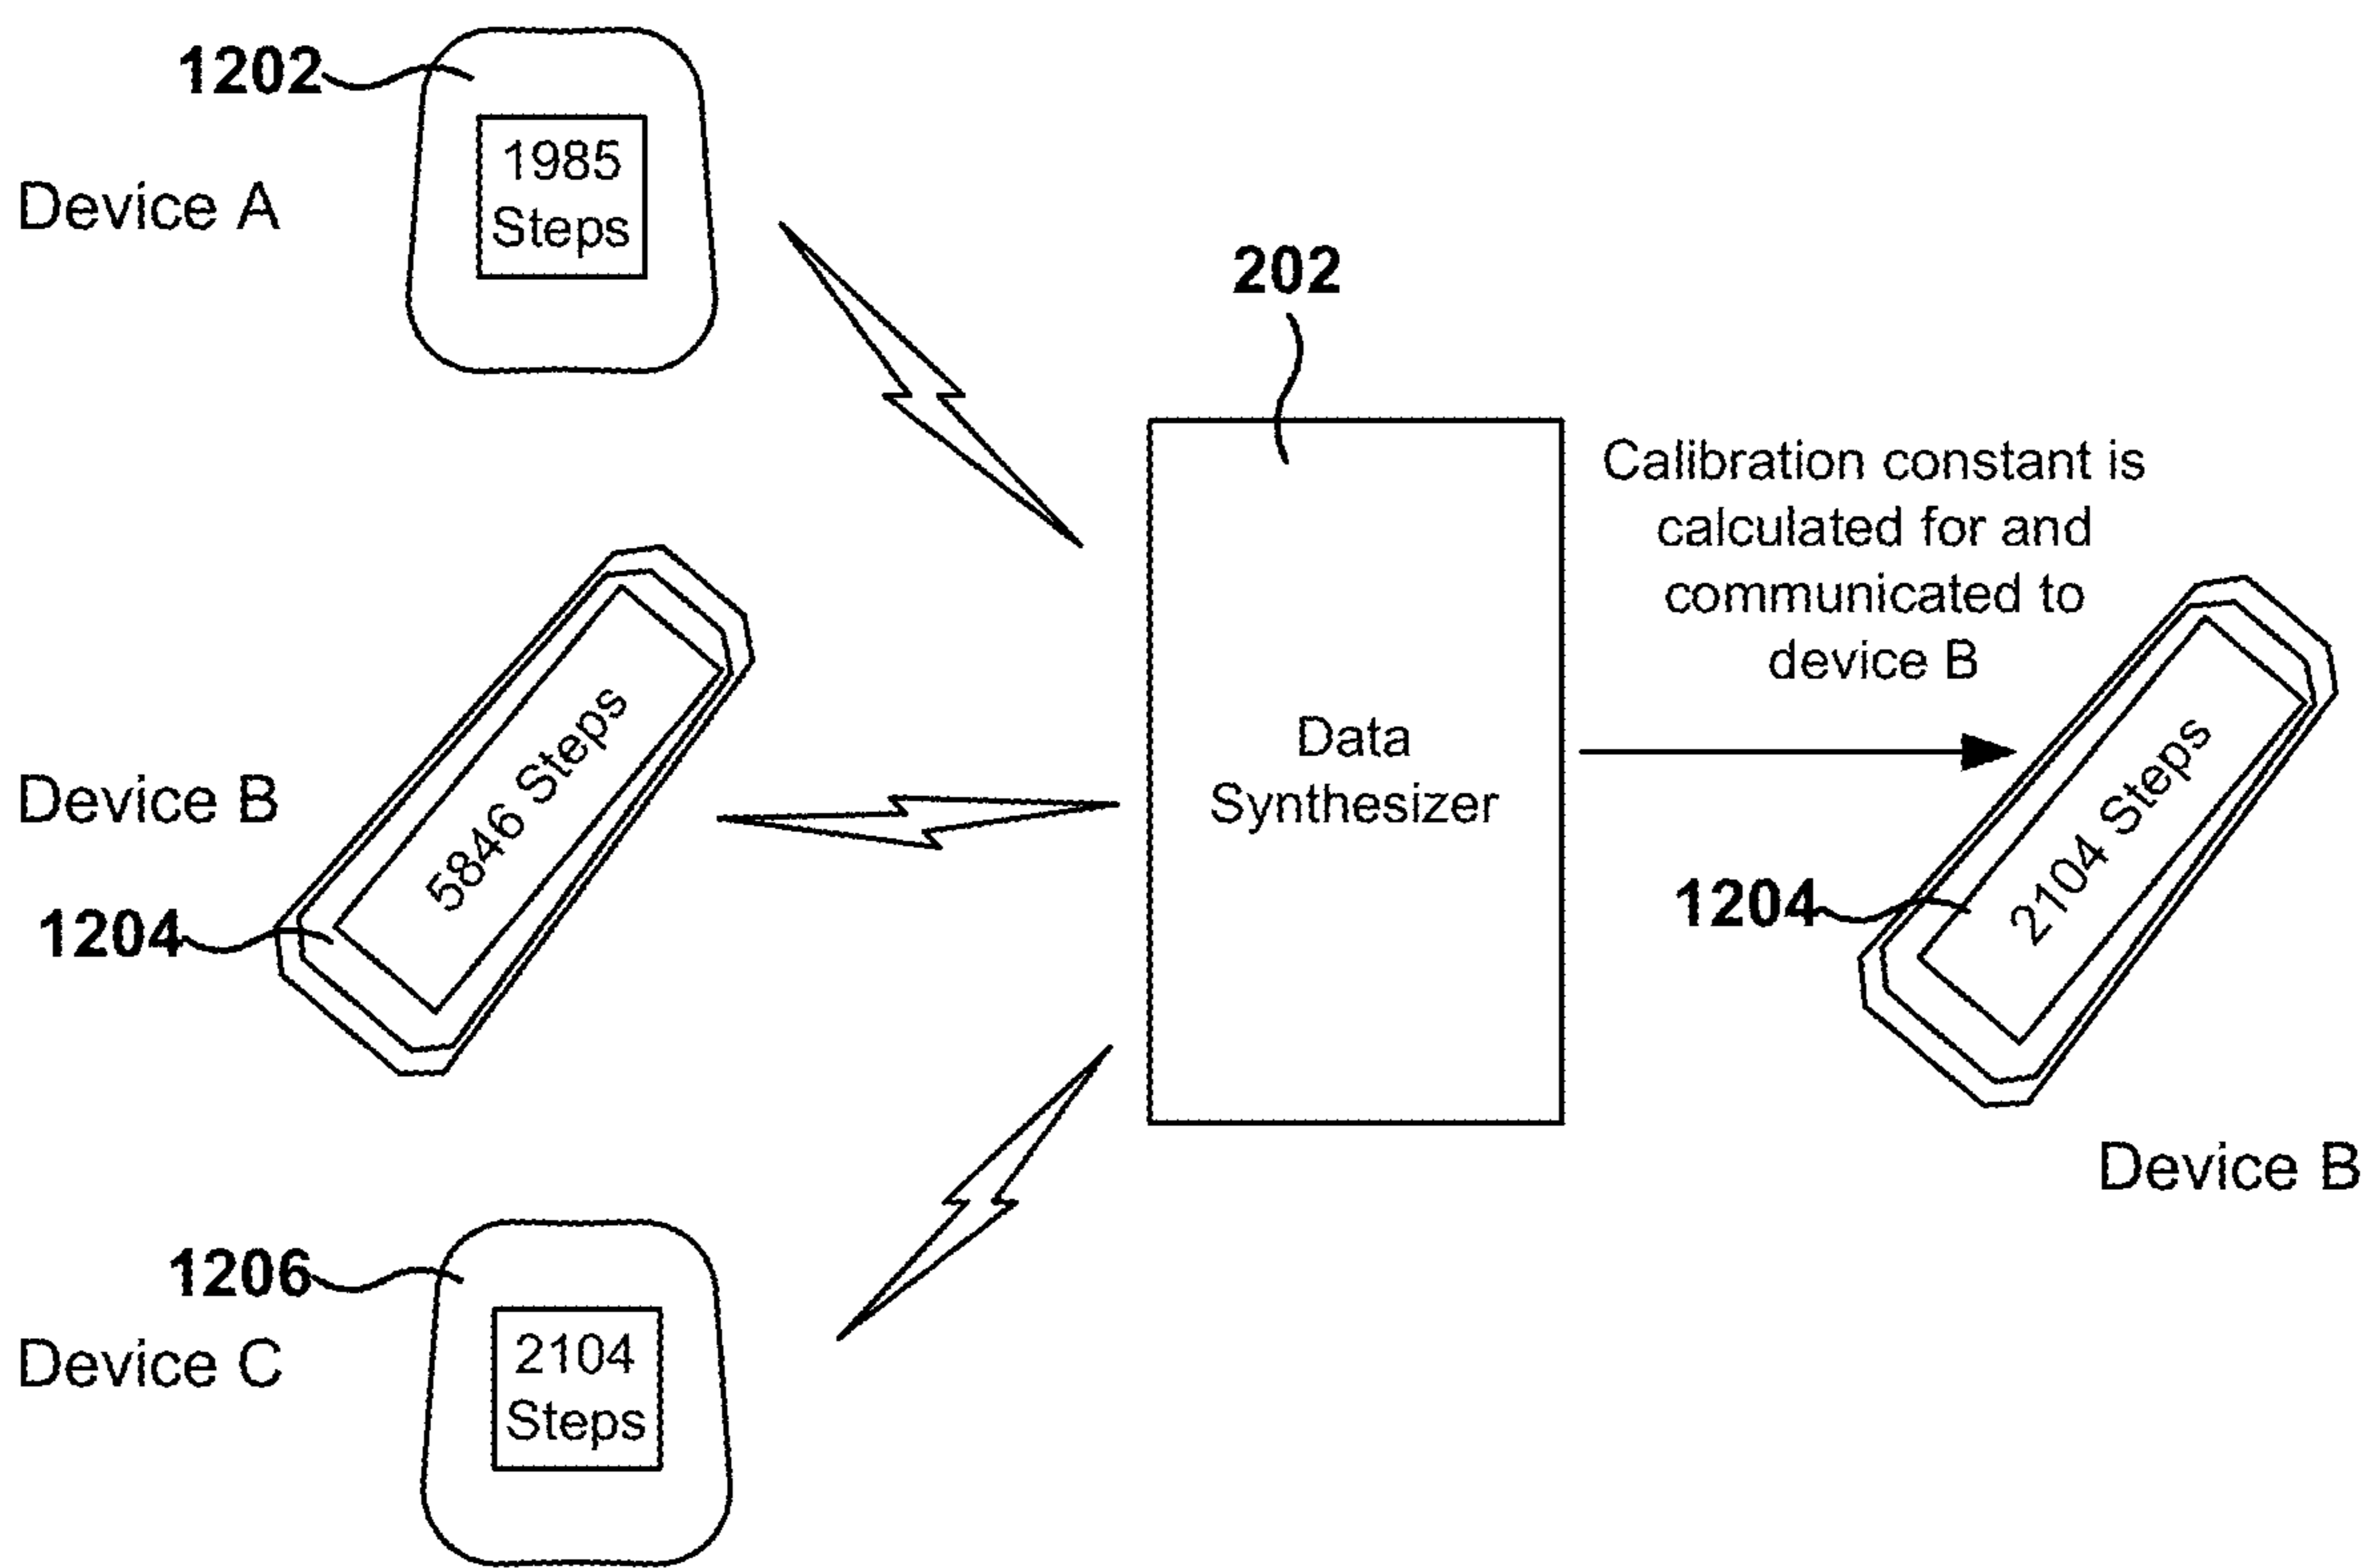 1202
Device A
1985
Steps
202
Calibration constant is
calculated for and
communicated to
device B
Device B
5846 Steps
1204
Data
Synthesizer
1204
2104 Steps
Device B
1206
Device C
2104
Steps